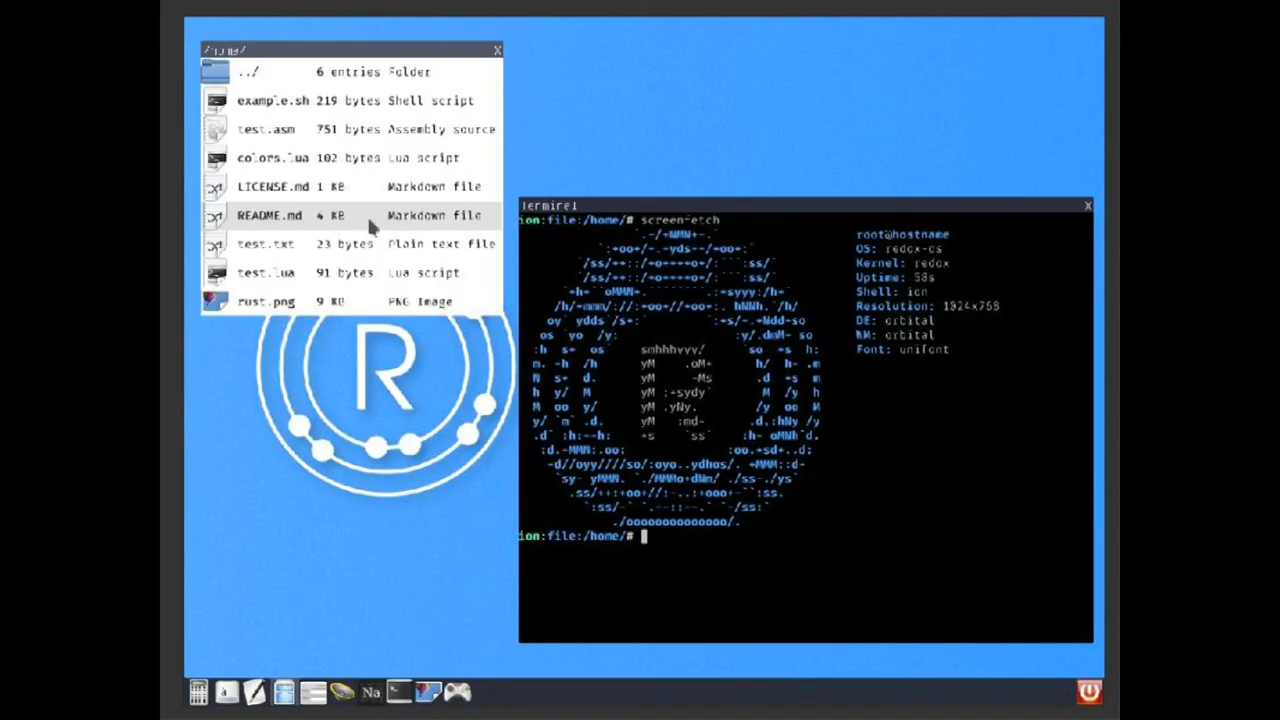 /home/ X
../ 6 entries Folder
example.sh 219 bytes Shell script
test.asm 751 bytes Assembly source
colors.lua 102 bytes Lua script
LICENSE.md 1 KB Markdown file
README.md 4 KB Markdown file
test.txt 23 bytes Plain text file
test.lua 91 bytes Lua script
rust.png 9 KB PNG Image
R
Terminal X
ion:file:/home/# screenfetch
root@hostname
OS: redox-os
Kernel: redox
Uptime: 58s
Shell: ion
Resolution: 1024x768
DE: orbital
WM: orbital
Font: unifont
ion:file:/home/#
a
Na